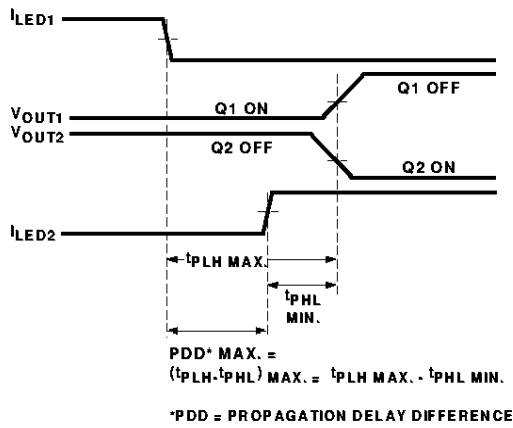 ILED1
Q1 OFF
VOUT1
Q1 ON
VOUT2
Q2 OFF
Q2 ON
ILED2
tPLH MAX.
tPHL
MIN.
PDD* MAX. =
(tPLH-tPHL) MAX. = tPLH MAX. - tPHL MIN.
*PDD = PROPAGATION DELAY DIFFERENCE